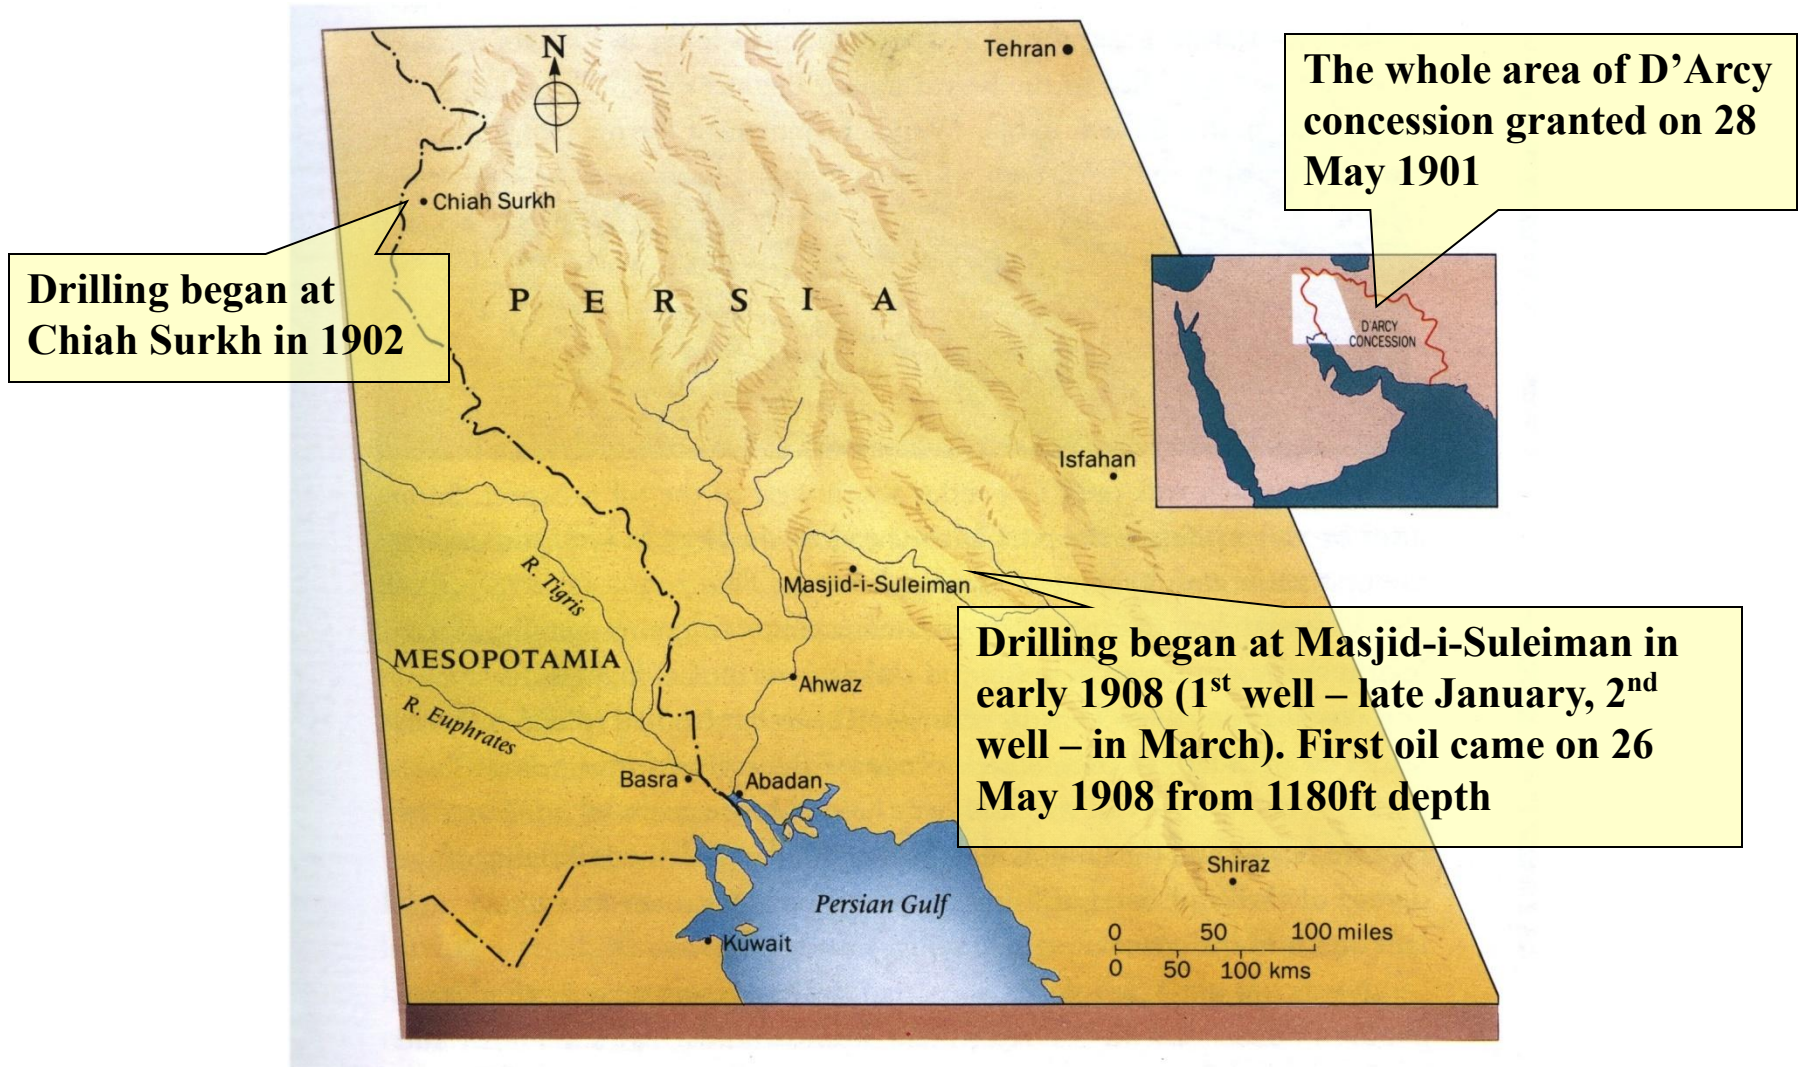 N
Tehran
The whole area of D’Arcy
concession granted on 28
May 1901
Chiah Surkh
Drilling began at
Chiah Surkh in 1902
PERSIA
D'ARCY
CONCESSION
Isfahan
R. Tigris
Masjid-i-Suleiman
MESOPOTAMIA
Drilling began at Masjid-i-Suleiman in
early 1908 (1st well – late January, 2nd
well – in March). First oil came on 26
May 1908 from 1180ft depth
Ahwaz
R. Euphrates
Basra
Abadan
Shiraz
Persian Gulf
Kuwait
0 50 100 miles
0 50 100 kms